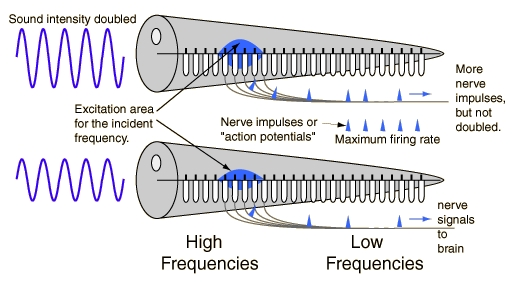 Sound intensity doubled
More
nerve
impulses,
but not
doubled.
Excitation area
for the incident
frequency.
Nerve impulses or
"action potentials"
Maximum firing rate
nerve
signals
to
brain
High
Frequencies
Low
Frequencies